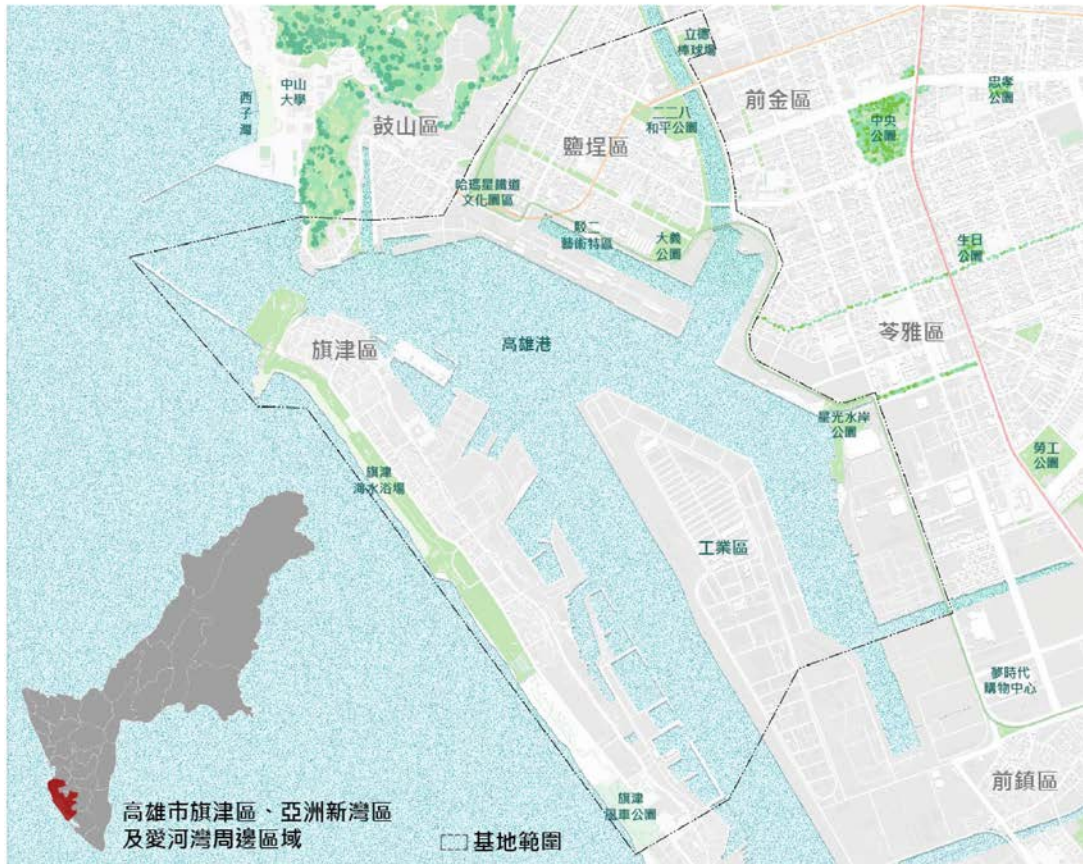 立德
棒球場
中山
大學
西子灣
鼓山區
前金區
忠孝
公園
中央
公園
二二八
和平公園
鹽埕區
哈瑪星鐵道
文化園區
駁二
藝術特區
大義
公園
生日
公園
苓雅區
高雄港
旗津區
星光水岸
公園
勞工
公園
旗津
海水浴場
工業區
夢時代
購物中心
前鎮區
旗津
風車公園
高雄市旗津區、亞洲新灣區
及愛河灣周邊區域
基地範圍